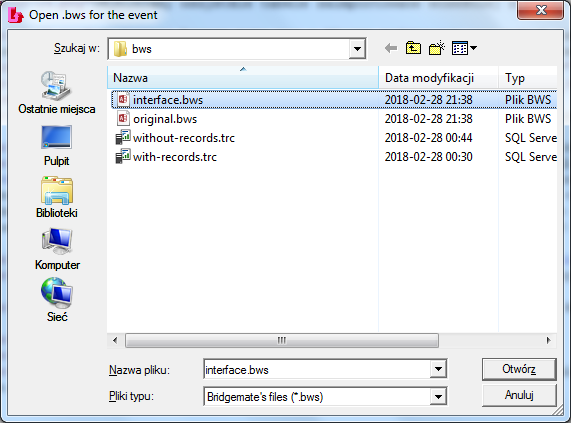 Open .bws for the event
Szukaj w: bws
Nazwa Data modyfikacji Typ
interface.bws 2018-02-28 21:38 Plik BWS
original.bws 2018-02-28 21:38 Plik BWS
without-records.trc 2018-02-28 00:44 SQL Serve
with-records.trc 2018-02-28 00:30 SQL Serve
Ostatnie miejsca
Pulpit
Biblioteki
Komputer
Sieć
Nazwa pliku: interface.bws Otwórz
Pliki typu: Bridgemate's files (*.bws) Anuluj